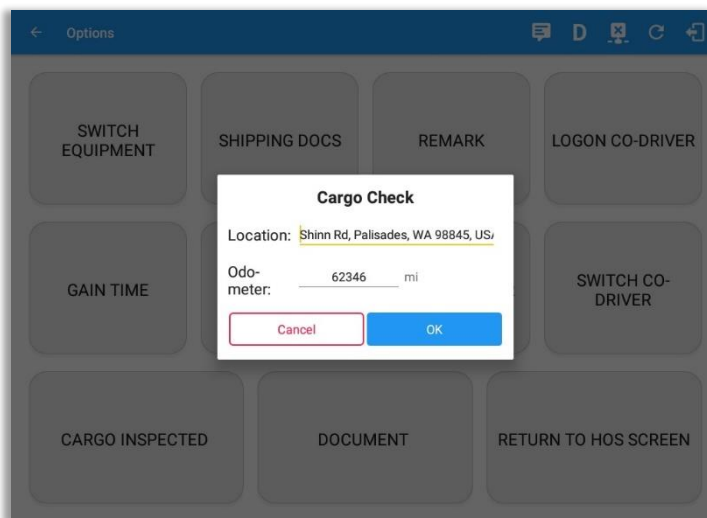 Options
D
SWITCH
EQUIPMENT
SHIPPING DOCS
REMARK
LOGON CO-DRIVER
Cargo Check
Location: Shinn Rd, Palisades, WA 98845, USA
Odo-
meter:
62346 mi
GAIN TIME
SWITCH CO-
DRIVER
Cancel
OK
CARGO INSPECTED
DOCUMENT
RETURN TO HOS SCREEN